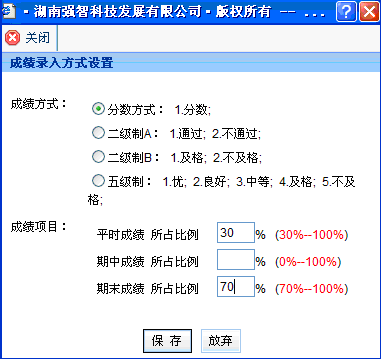 - 湖南强智科技发展有限公司 - 版权所有 -- ...
关闭
成绩录入方式设置
成绩方式：
分数方式： 1.分数;
二级制A： 1.通过; 2.不通过;
二级制B： 1.及格; 2.不及格;
五级制： 1.优; 2.良好; 3.中等; 4.及格; 5.不及
格;
成绩项目：
平时成绩 所占比例 30 % (30%--100%)
期中成绩 所占比例 % (0%--100%)
期末成绩 所占比例 70 % (70%--100%)
保 存 放弃